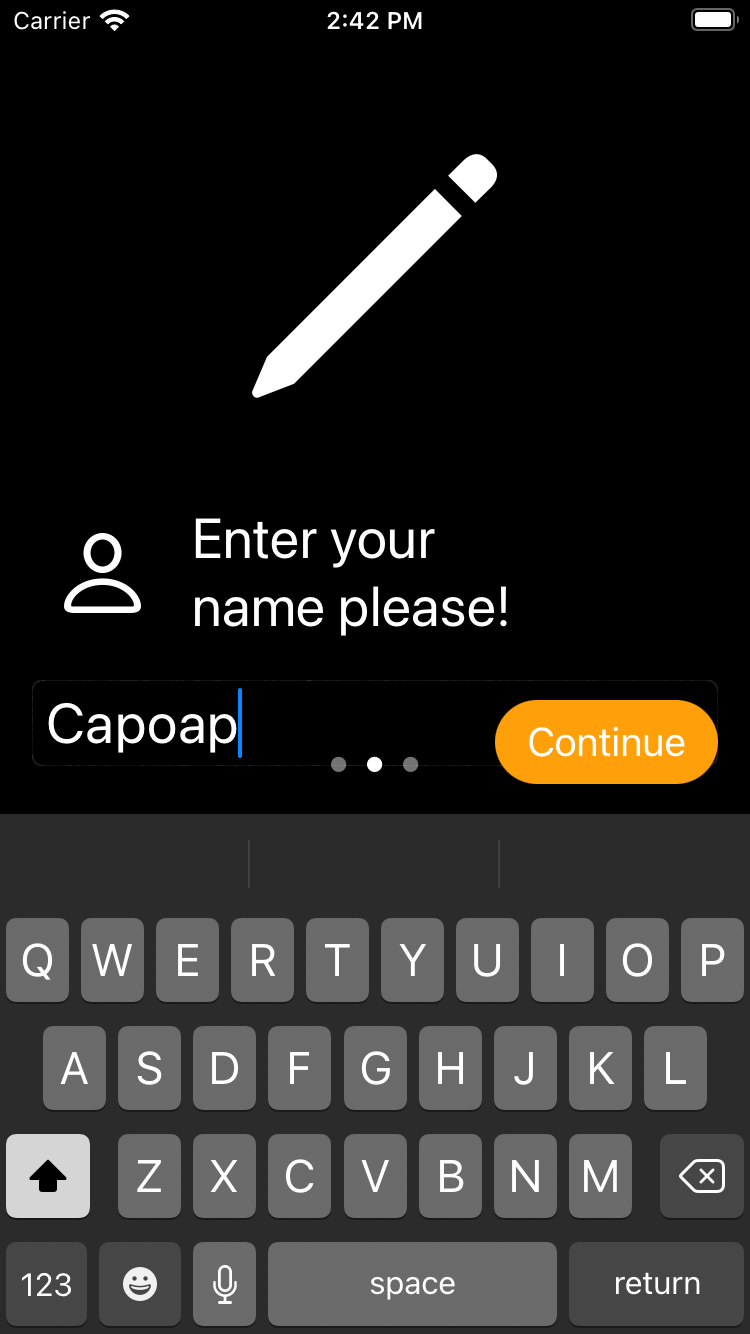 Carrier 2:42 PM
Enter your
name please!
Capoap
Continue
Q W E R T Y U I O P
A S D F G H J K L
Z X C V B N M
123 space return